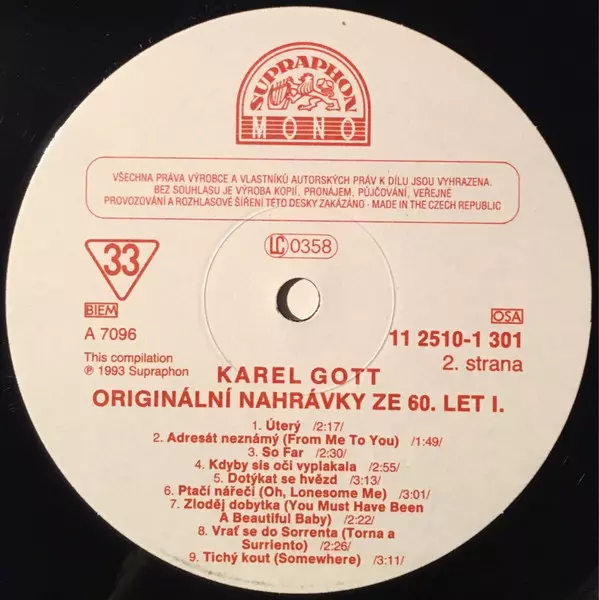 SUPRAPHON
MONO
VŠECHNA PRÁVA VÝROBCE A VLASTNÍKŮ AUTORSKÝCH PRÁV K DÍLU JSOU VYHRAZENA.
BEZ SOUHLASU JE VÝROBA KOPIÍ, PRONÁJEM, PŮJČOVÁNÍ, VEŘEJNÉ
PROVOZOVÁNÍ A ROZHLASOVÉ ŠÍŘENÍ TÉTO DESKY ZAKÁZÁNO · MADE IN THE CZECH REPUBLIC
33
LC 0358
BIEM
OSA
A 7096
11 2510-1 301
This compilation
℗ 1993 Supraphon
2. strana
KAREL GOTT
ORIGINÁLNÍ NAHRÁVKY ZE 60. LET I.
1. Úterý /2:17/
2. Adresát neznámý (From Me To You) /1:49/
3. So Far /2:30/
4. Kdyby sis oči vyplakala /2:55/
5. Dotýkat se hvězd /3:13/
6. Ptačí nářečí (Oh, Lonesome Me) /3:01/
7. Zloděj dobytka (You Must Have Been
A Beautiful Baby) /2:22/
8. Vrať se do Sorrenta (Torna a
Surriento) /2:26/
9. Tichý kout (Somewhere) /3:11/